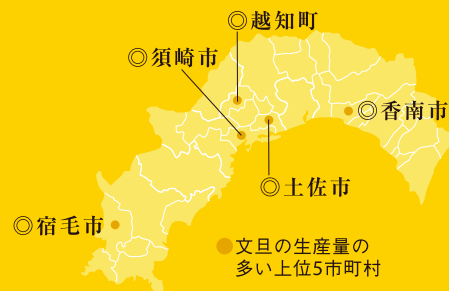 ◎越知町
◎須崎市
◎香南市
◎土佐市
◎宿毛市
文旦の生産量の
多い上位5市町村